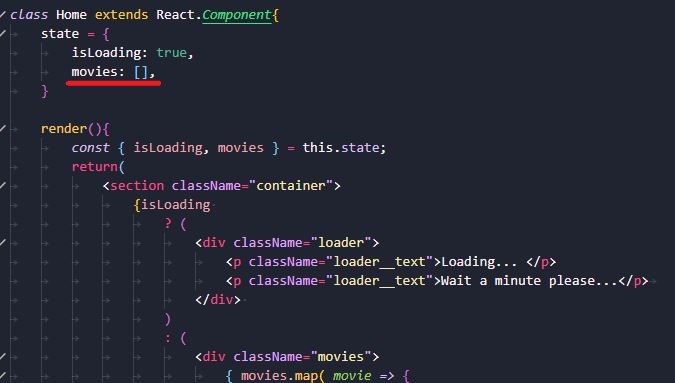 class Home extends React.Component{
state = {
isLoading: true,
movies: [],
}
render(){
const { isLoading, movies } = this.state;
return(
<section className="container">
{isLoading
? (
<div className="loader">
<p className="loader__text">Loading... </p>
<p className="loader__text">Wait a minute please...</p>
</div>
)
: (
<div className="movies">
{ movies.map( movie => {